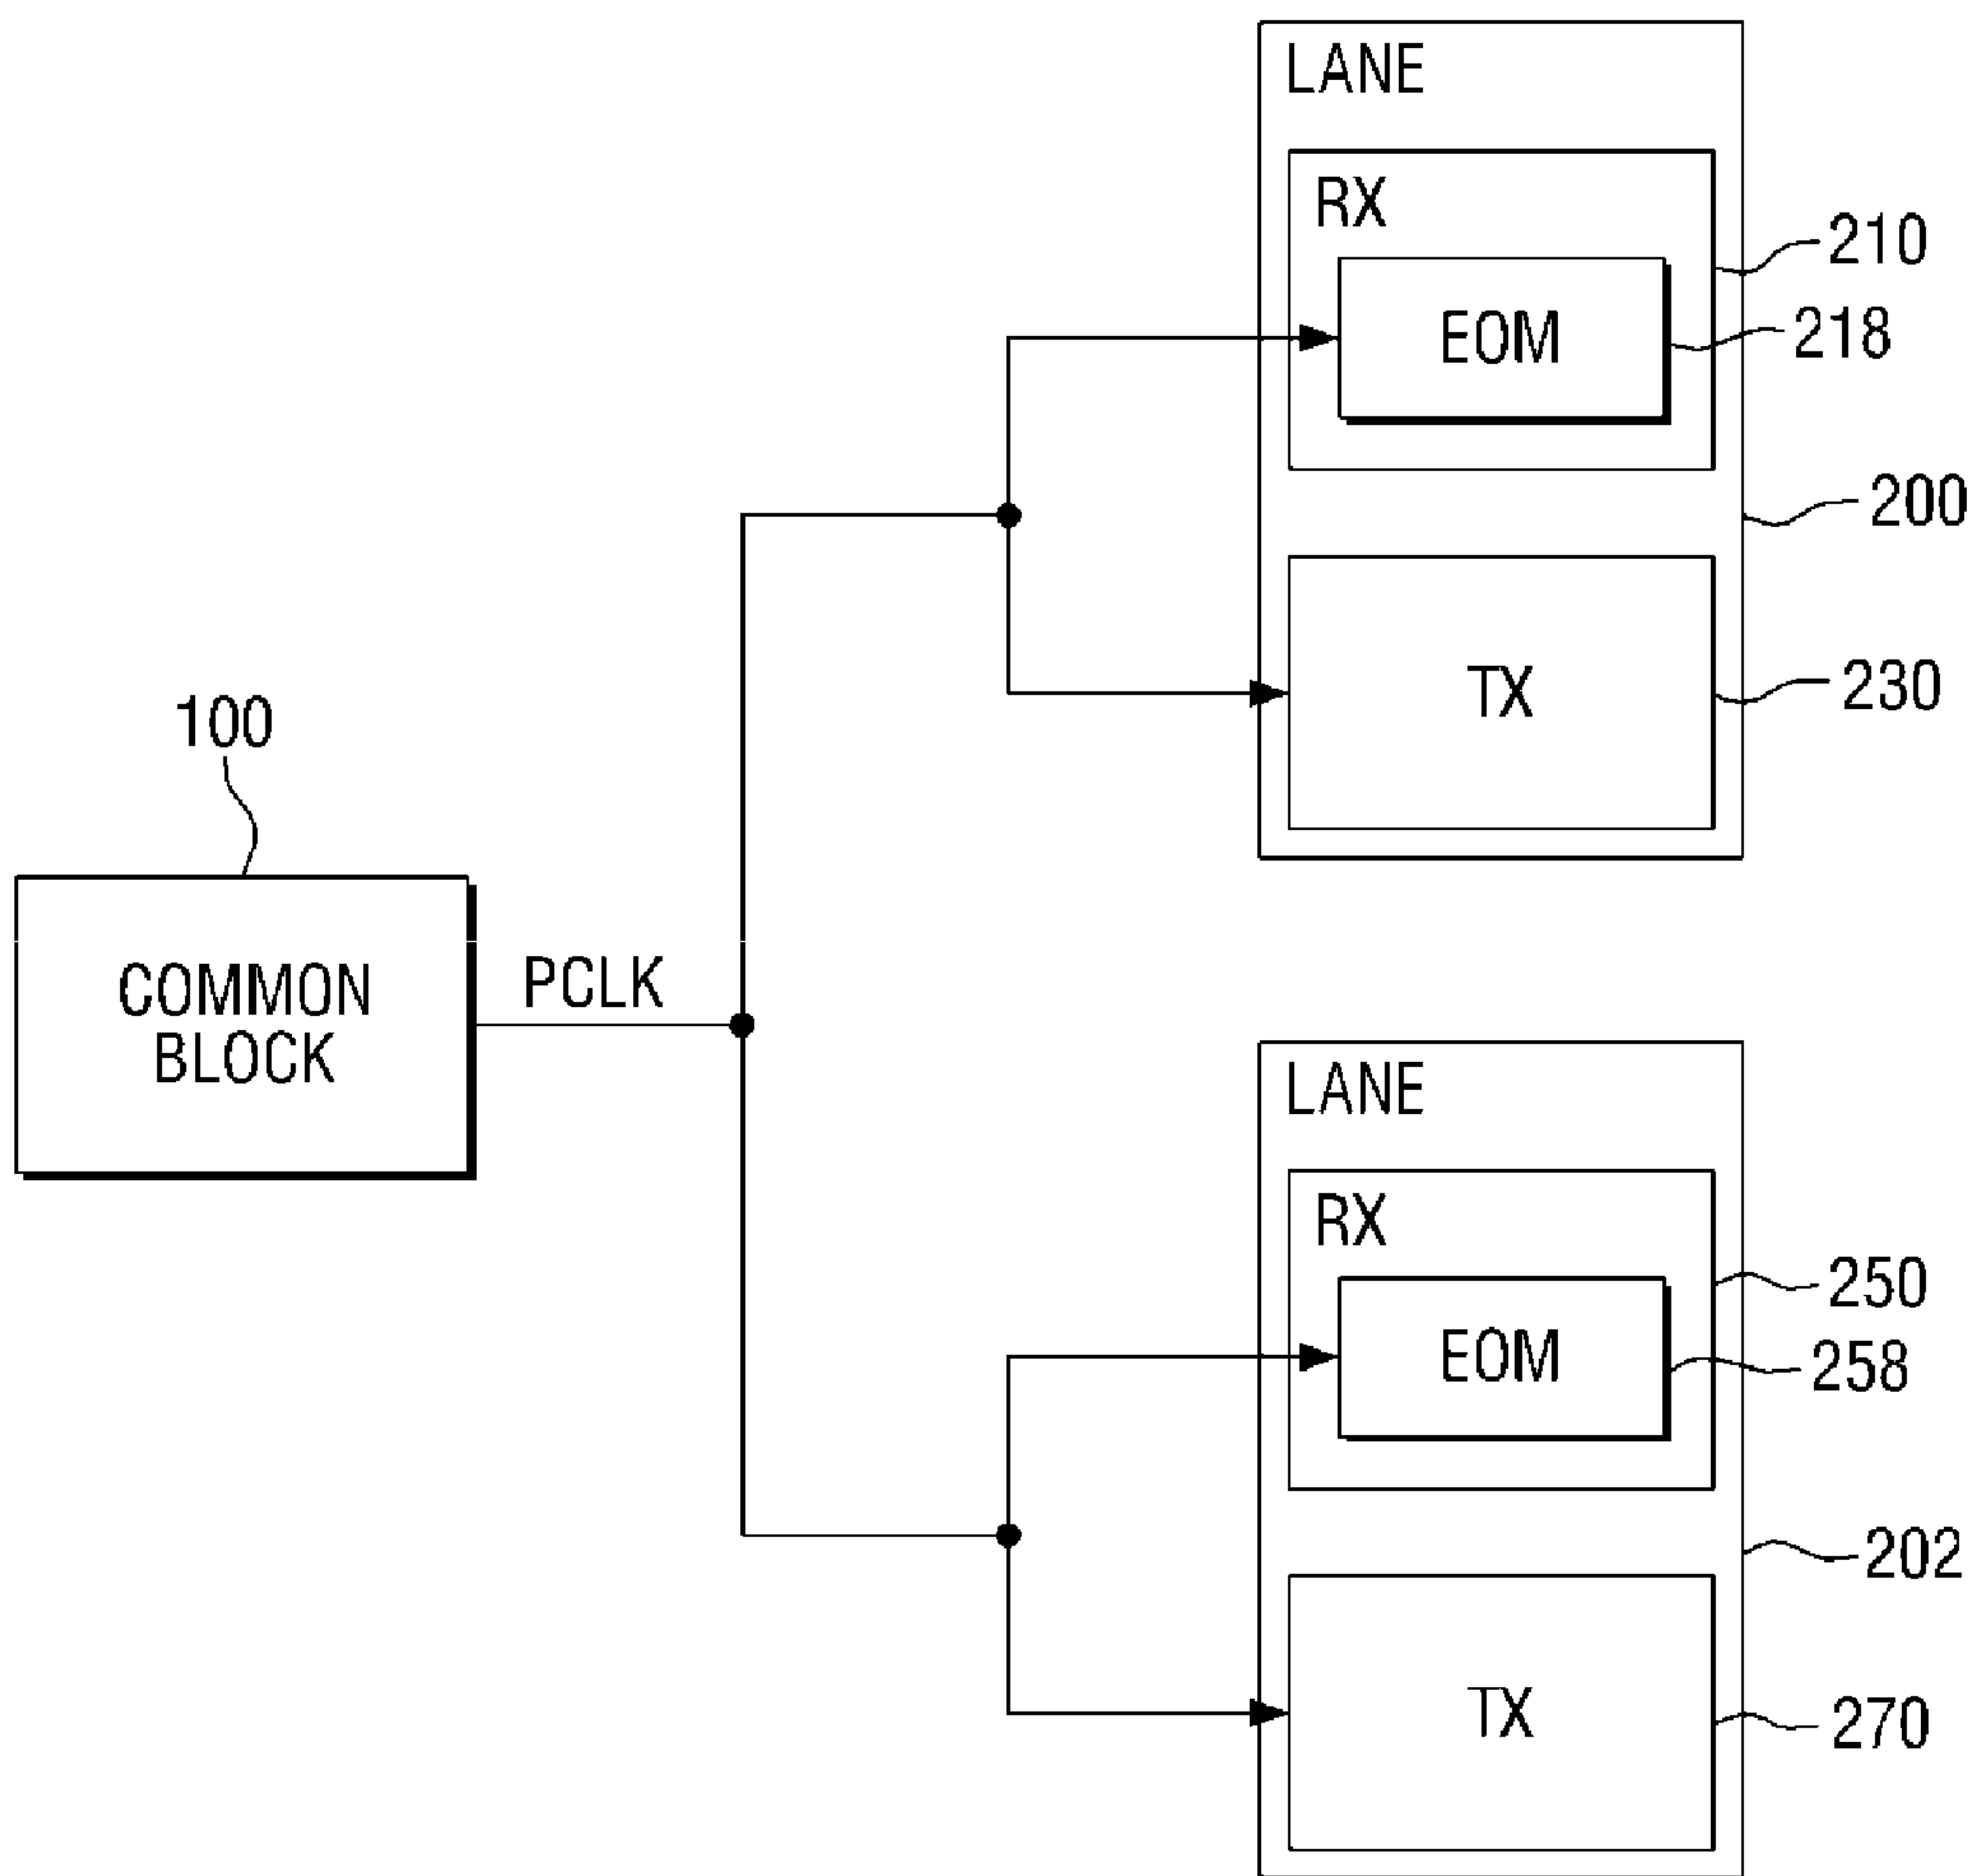 LANE
RX
210
EOM
218
200
TX
230
100
COMMON
BLOCK
PCLK
LANE
RX
250
EOM
258
202
TX
270